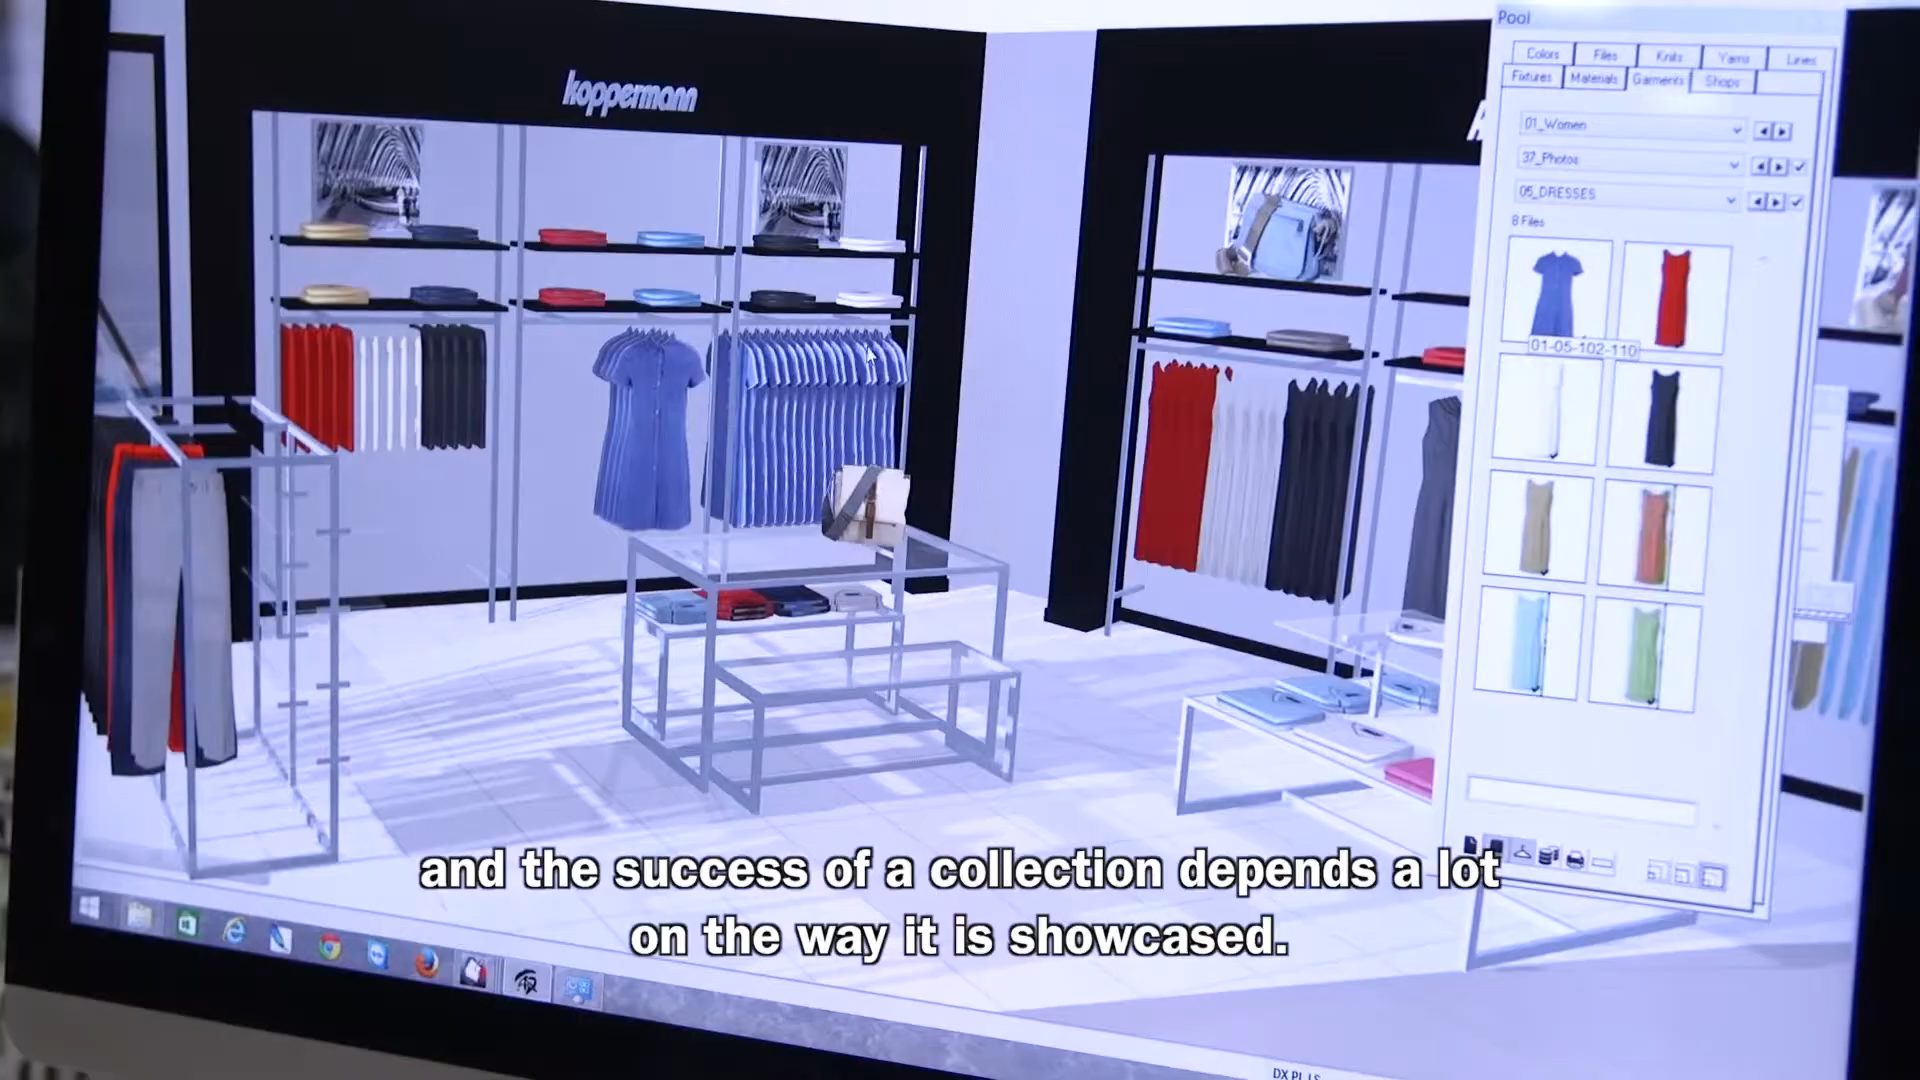 Pool
koppermann
Colors Files Knits Yarns Lines
Fixtures Materials Garments Shops
01_Women
37_Photos
05_DRESSES
8 Files
01-05-102-110
and the success of a collection depends a lot
on the way it is showcased.